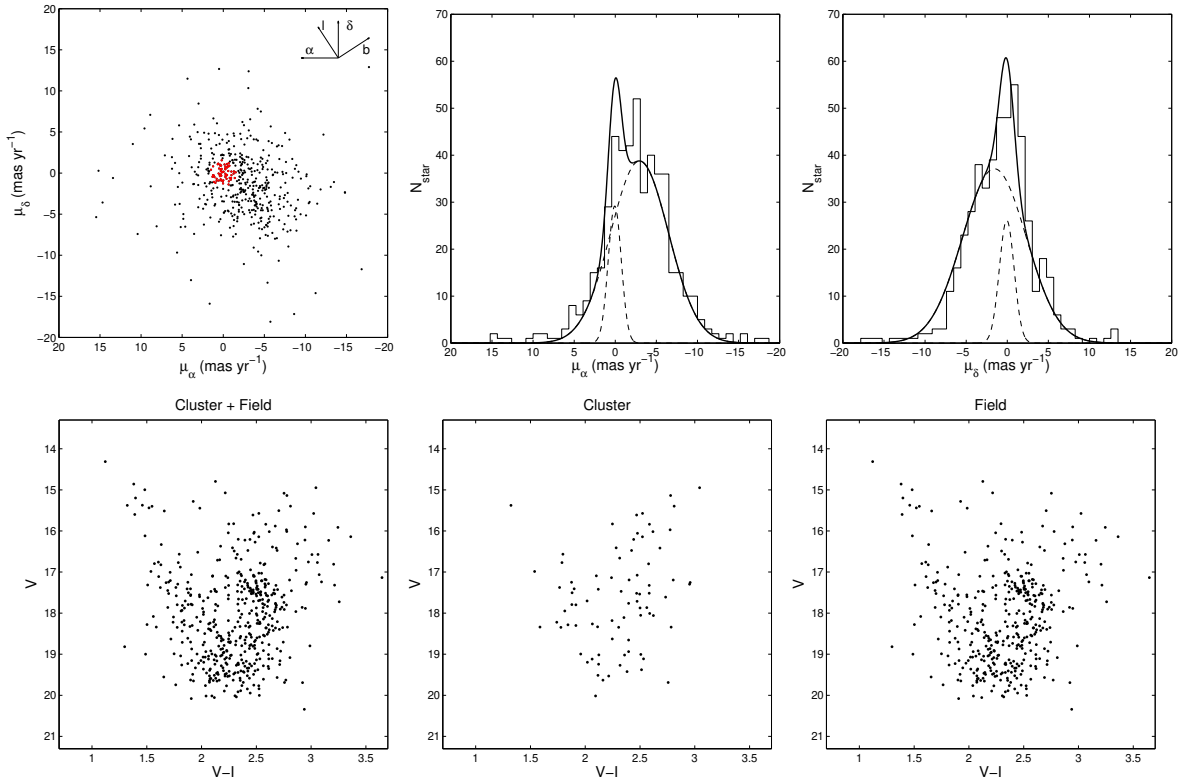 20
15
10
5
0
−5
−10
−15
−20
20 15 10 5 0 −5 −10 −15 −20
μδ (mas yr−1)
μα (mas yr−1)
l δ
α b
70
60
50
40
30
20
10
0
20 15 10 5 0 −5 −10 −15 −20
Nstar
μα (mas yr−1)
70
60
50
40
30
20
10
0
−20 −15 −10 −5 0 5 10 15 20
Nstar
μδ (mas yr−1)
Cluster + Field
14
15
16
17
18
19
20
21
1 1.5 2 2.5 3 3.5
V
V−I
Cluster
14
15
16
17
18
19
20
21
1 1.5 2 2.5 3 3.5
V
V−I
Field
14
15
16
17
18
19
20
21
1 1.5 2 2.5 3 3.5
V
V−I